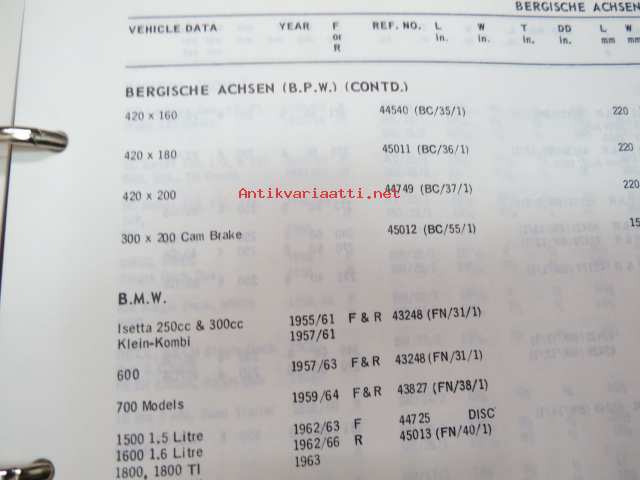 BERGISCHE ACHSEN
VEHICLE DATA YEAR F or R REF. NO. L in. W in. T in. DD in. L mm W mm
BERGISCHE ACHSEN (B.P.W.) (CONTD.)
420 x 160 44540 (BC/35/1) 220
420 x 180 45011 (BC/36/1) 220
Antikvariaatti.net
420 x 200 44749 (BC/37/1) 220
300 x 200 Cam Brake 45012 (BC/55/1) 15
B.M.W.
Isetta 250cc & 300cc 1955/61 F & R 43248 (FN/31/1)
Klein-Kombi 1957/61
600 1957/63 F & R 43248 (FN/31/1)
700 Models 1959/64 F & R 43827 (FN/38/1)
1500 1.5 Litre 1962/63 F 44725 DISC
1600 1.6 Litre 1962/66 R 45013 (FN/40/1)
1800, 1800 TI 1963